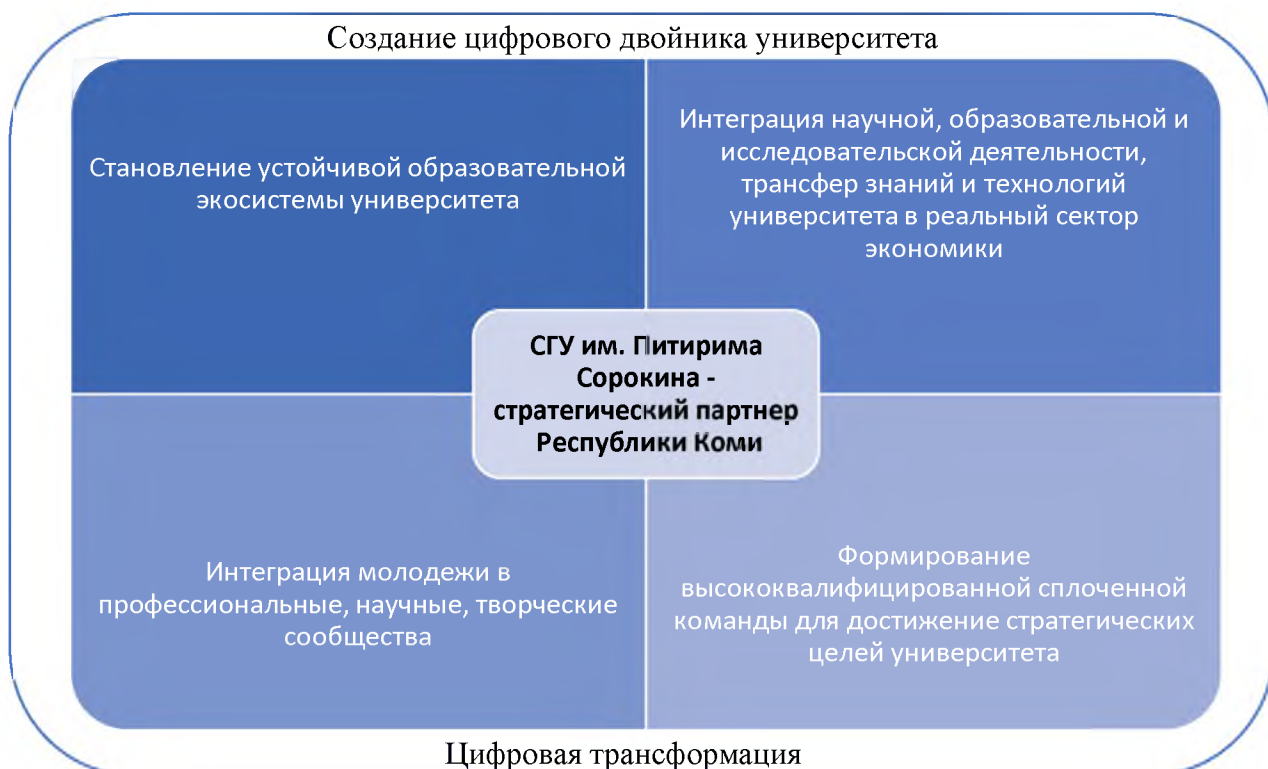 Создание цифрового двойника университета
Становление устойчивой образовательной
экосистемы университета
Интеграция научной, образовательной и
исследовательской деятельности,
трансфер знаний и технологий
университета в реальный сектор
экономики
СГУ им. Питирима
Сорокина -
стратегический партнер
Республики Коми
Интеграция молодежи в
профессиональные, научные, творческие
сообщества
Формирование
высококвалифицированной сплоченной
команды для достижение стратегических
целей университета
Цифровая трансформация